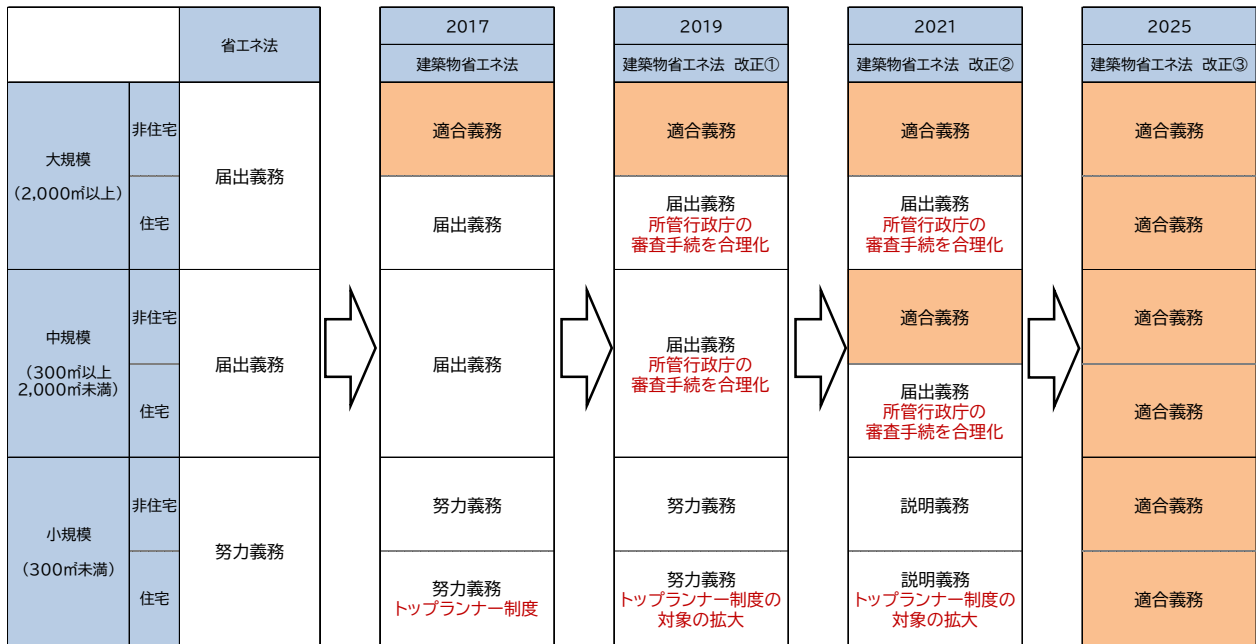 省エネ法
2017
建築物省エネ法
2019
建築物省エネ法 改正①
2021
建築物省エネ法 改正②
2025
建築物省エネ法 改正③
大規模
(2,000㎡以上)
非住宅
住宅
届出義務
適合義務
届出義務
適合義務
届出義務
所管行政庁の
審査手続を合理化
適合義務
届出義務
所管行政庁の
審査手続を合理化
適合義務
適合義務
中規模
(300㎡以上
2,000㎡未満)
非住宅
住宅
届出義務
届出義務
届出義務
所管行政庁の
審査手続を合理化
適合義務
届出義務
所管行政庁の
審査手続を合理化
適合義務
適合義務
小規模
(300㎡未満)
非住宅
住宅
努力義務
努力義務
努力義務
トップランナー制度
努力義務
努力義務
トップランナー制度の
対象の拡大
説明義務
説明義務
トップランナー制度の
対象の拡大
適合義務
適合義務